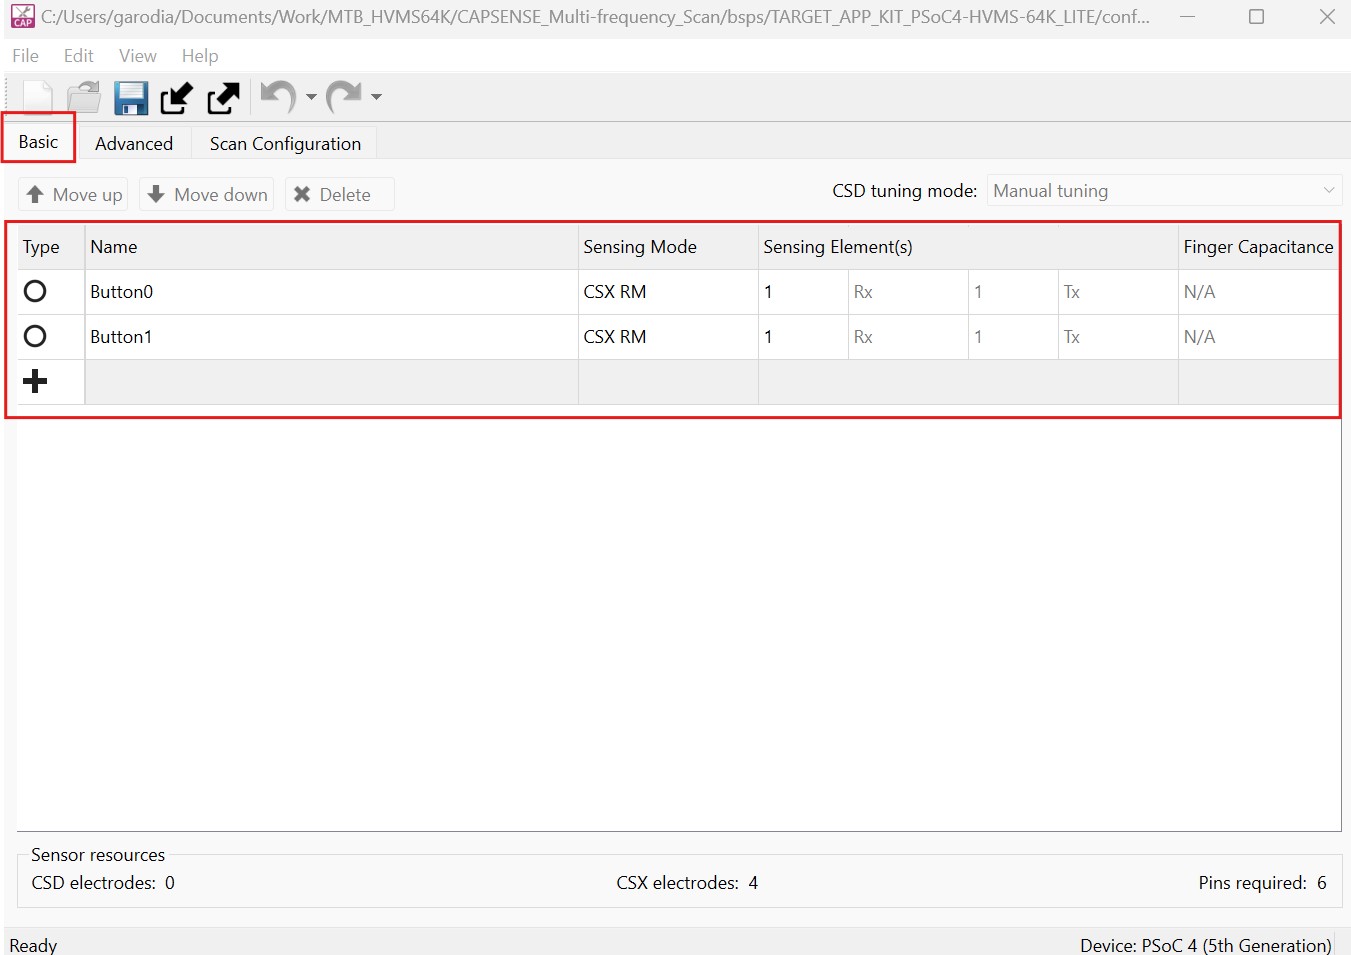 CAP C:/Users/garodia/Documents/Work/MTB_HVMS64K/CAPSENSE_Multi-frequency_Scan/bsps/TARGET_APP_KIT_PSoC4-HVMS-64K_LITE/conf...
File Edit View Help
Basic Advanced Scan Configuration
Move up Move down Delete CSD tuning mode: Manual tuning
Type Name Sensing Mode Sensing Element(s) Finger Capacitance
Button0 CSX RM 1 Rx 1 Tx N/A
Button1 CSX RM 1 Rx 1 Tx N/A
Sensor resources
CSD electrodes: 0 CSX electrodes: 4 Pins required: 6
Ready Device: PSoC 4 (5th Generation)